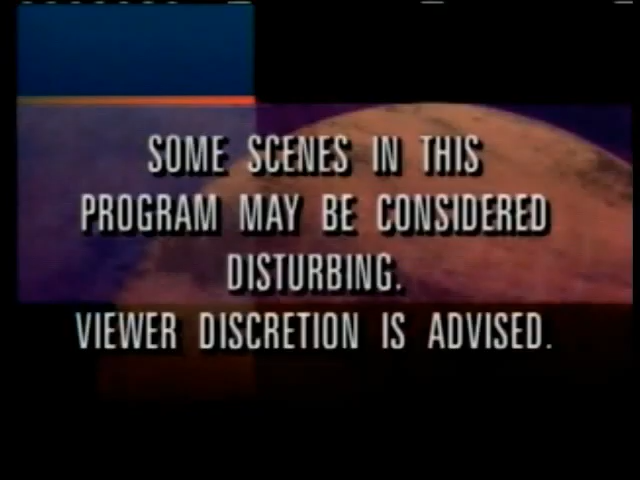 SOME SCENES IN THIS
PROGRAM MAY BE CONSIDERED
DISTURBING.
VIEWER DISCRETION IS ADVISED.